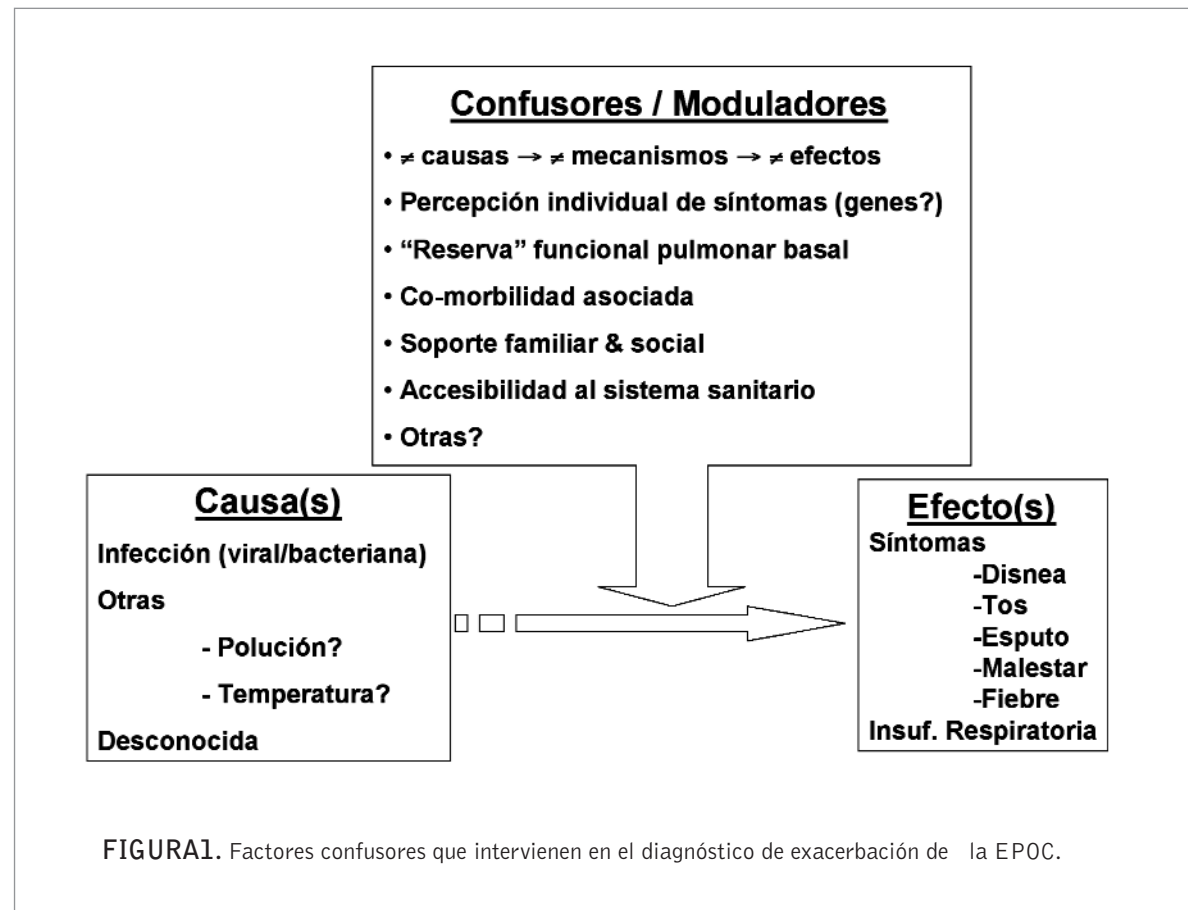 Confusores / Moduladores
• ≠ causas → ≠ mecanismos → ≠ efectos
• Percepción individual de síntomas (genes?)
• “Reserva” funcional pulmonar basal
• Co-morbilidad asociada
• Soporte familiar & social
• Accesibilidad al sistema sanitario
• Otras?
Causa(s)
Infección (viral/bacteriana)
Otras
- Polución?
- Temperatura?
Desconocida
Efecto(s)
Síntomas
-Disnea
-Tos
-Esputo
-Malestar
-Fiebre
Insuf. Respiratoria
FIGURA1. Factores confusores que intervienen en el diagnóstico de exacerbación de la EPOC.